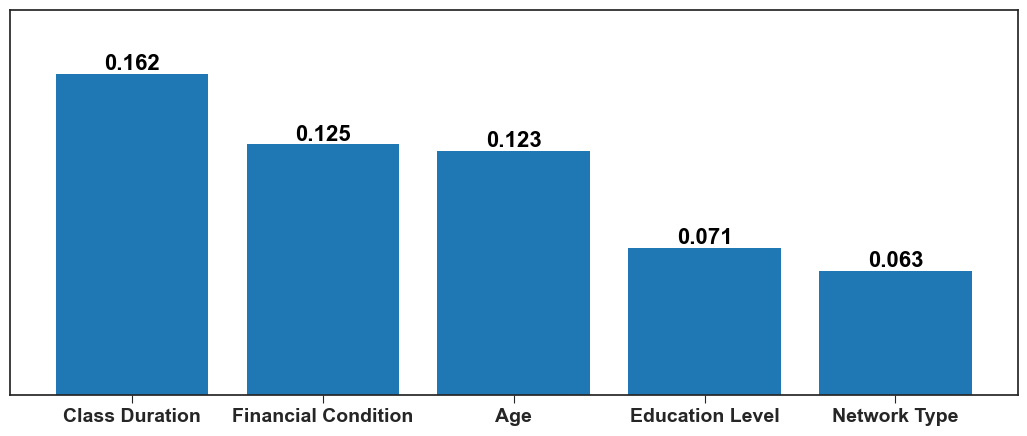 0.162
0.125
0.123
0.071
0.063
Class Duration
Financial Condition
Age
Education Level
Network Type